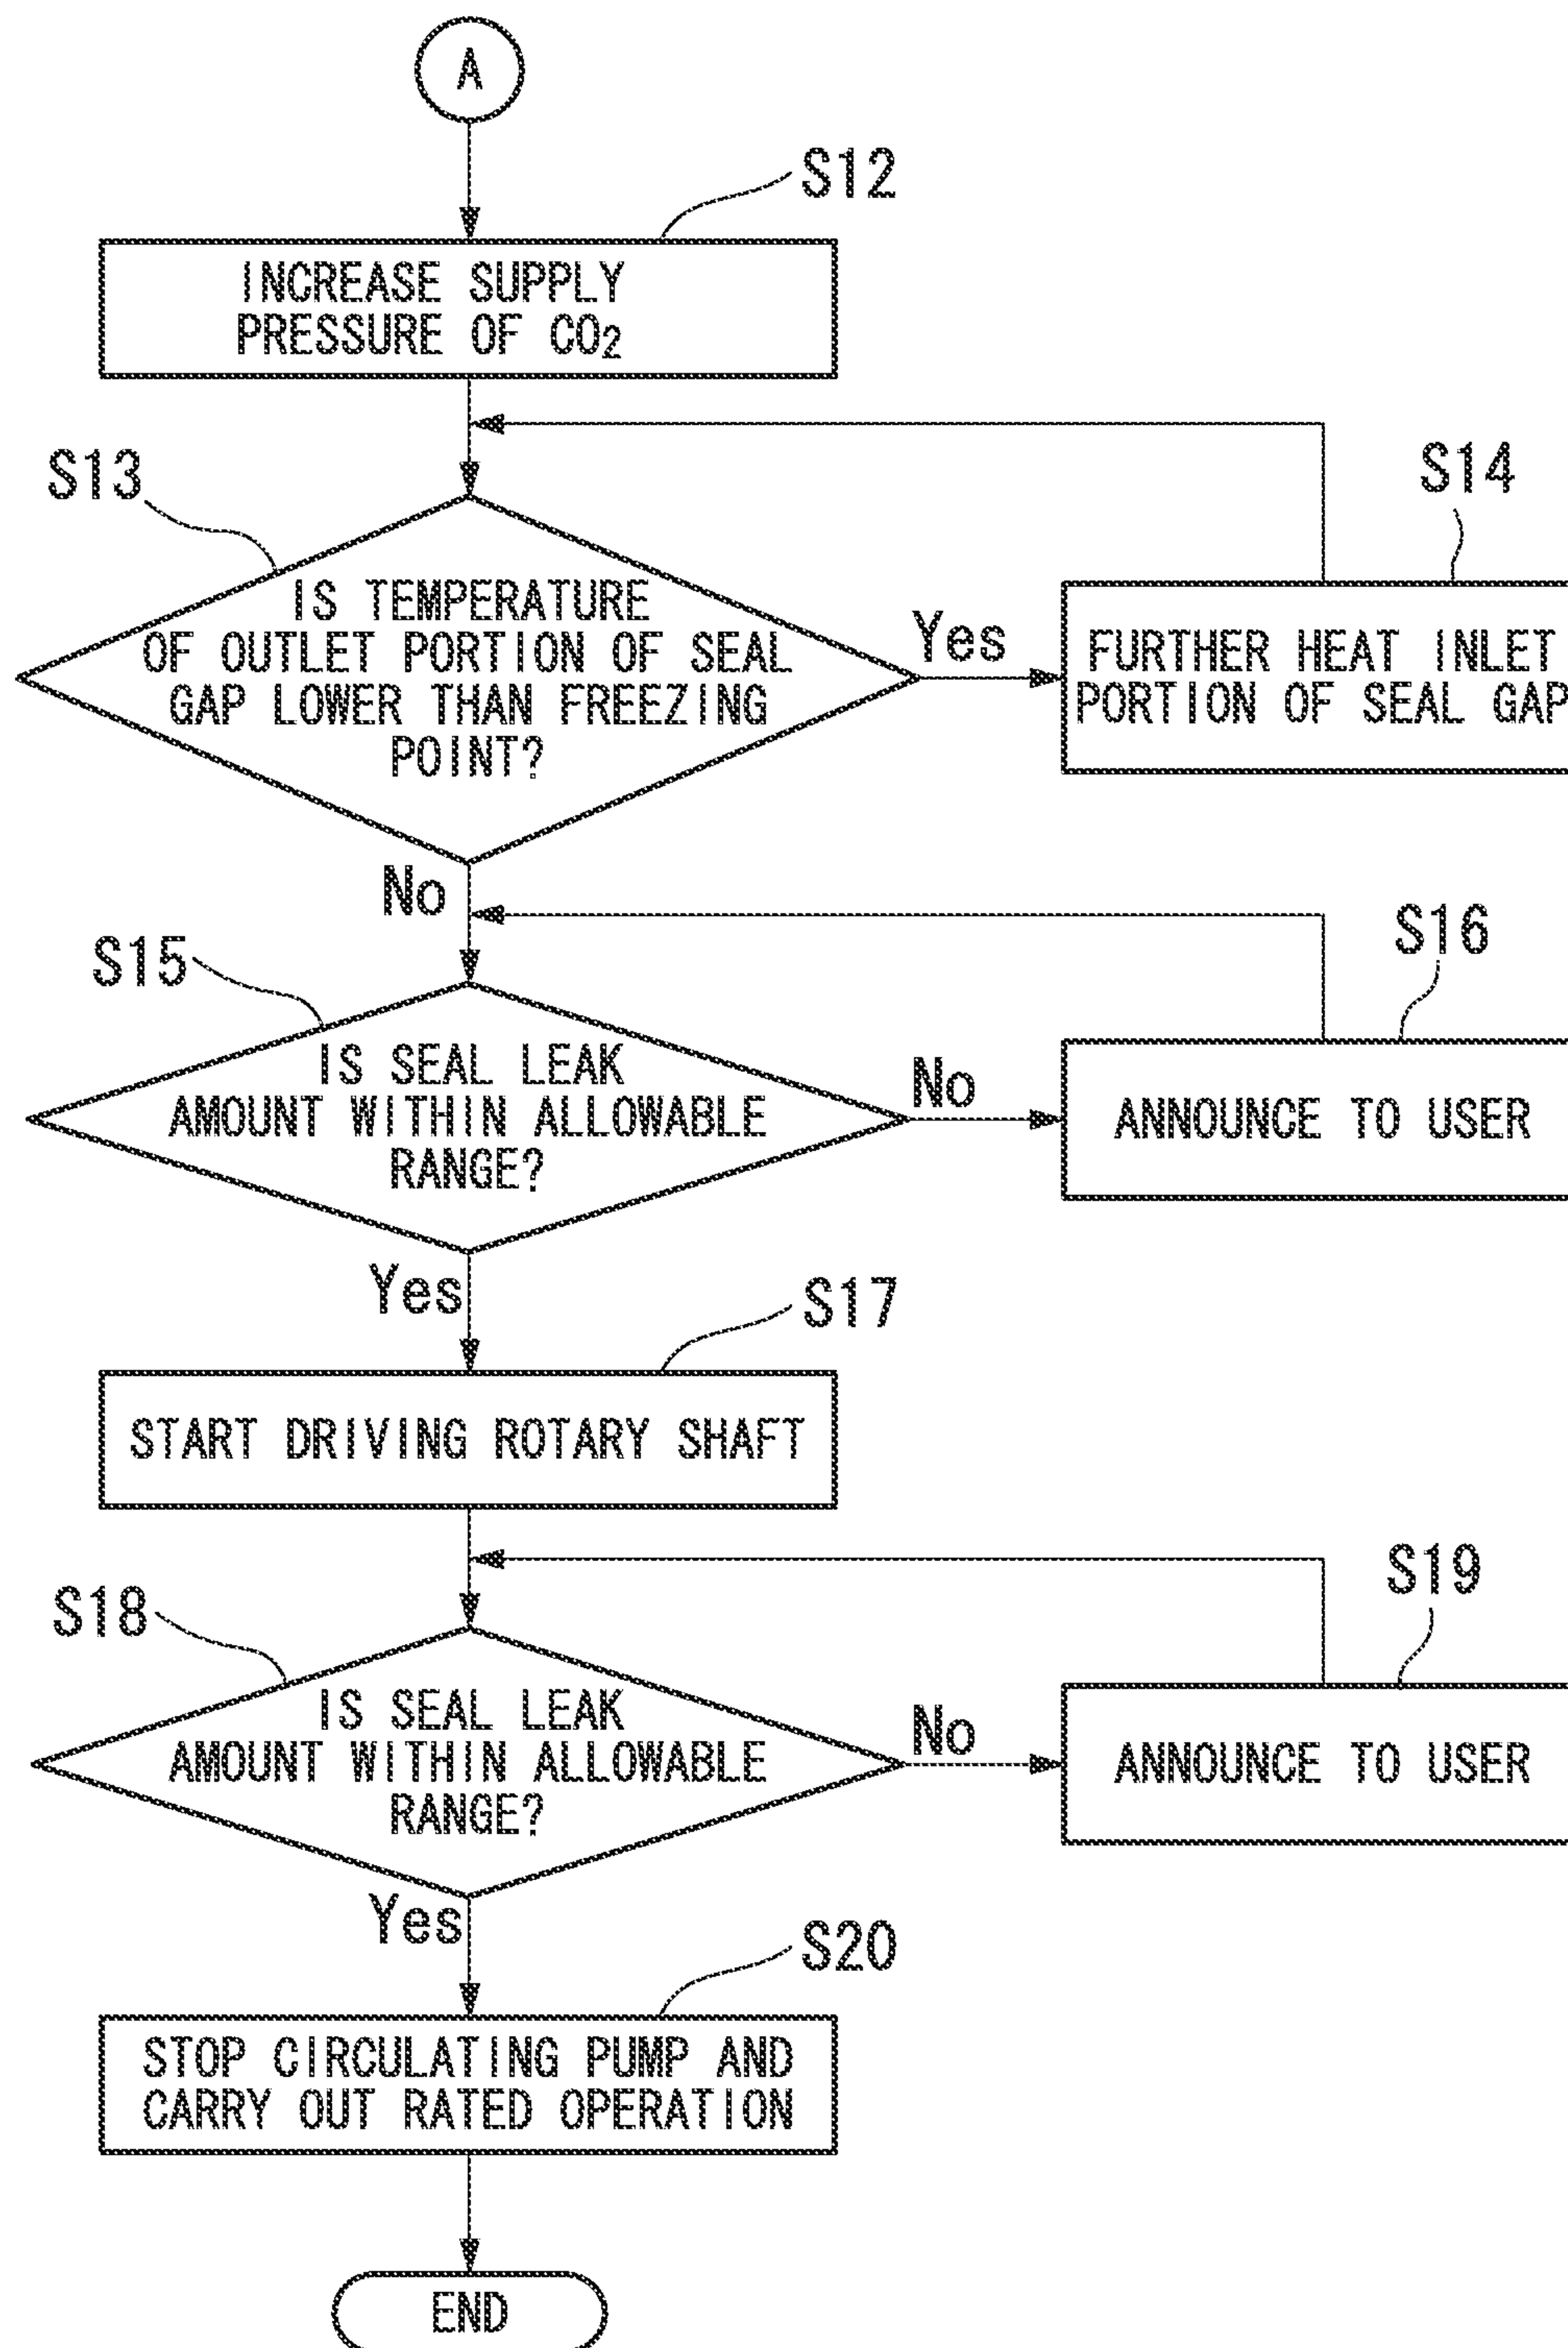 A
S12
INCREASE SUPPLY
PRESSURE OF CO₂
S13
S14
IS TEMPERATURE
OF OUTLET PORTION OF SEAL
GAP LOWER THAN FREEZING
POINT?
Yes
FURTHER HEAT INLET
PORTION OF SEAL GAP
No
S15
S16
IS SEAL LEAK
AMOUNT WITHIN ALLOWABLE
RANGE?
No
ANNOUNCE TO USER
Yes
S17
START DRIVING ROTARY SHAFT
S18
S19
IS SEAL LEAK
AMOUNT WITHIN ALLOWABLE
RANGE?
No
ANNOUNCE TO USER
Yes
S20
STOP CIRCULATING PUMP AND
CARRY OUT RATED OPERATION
END